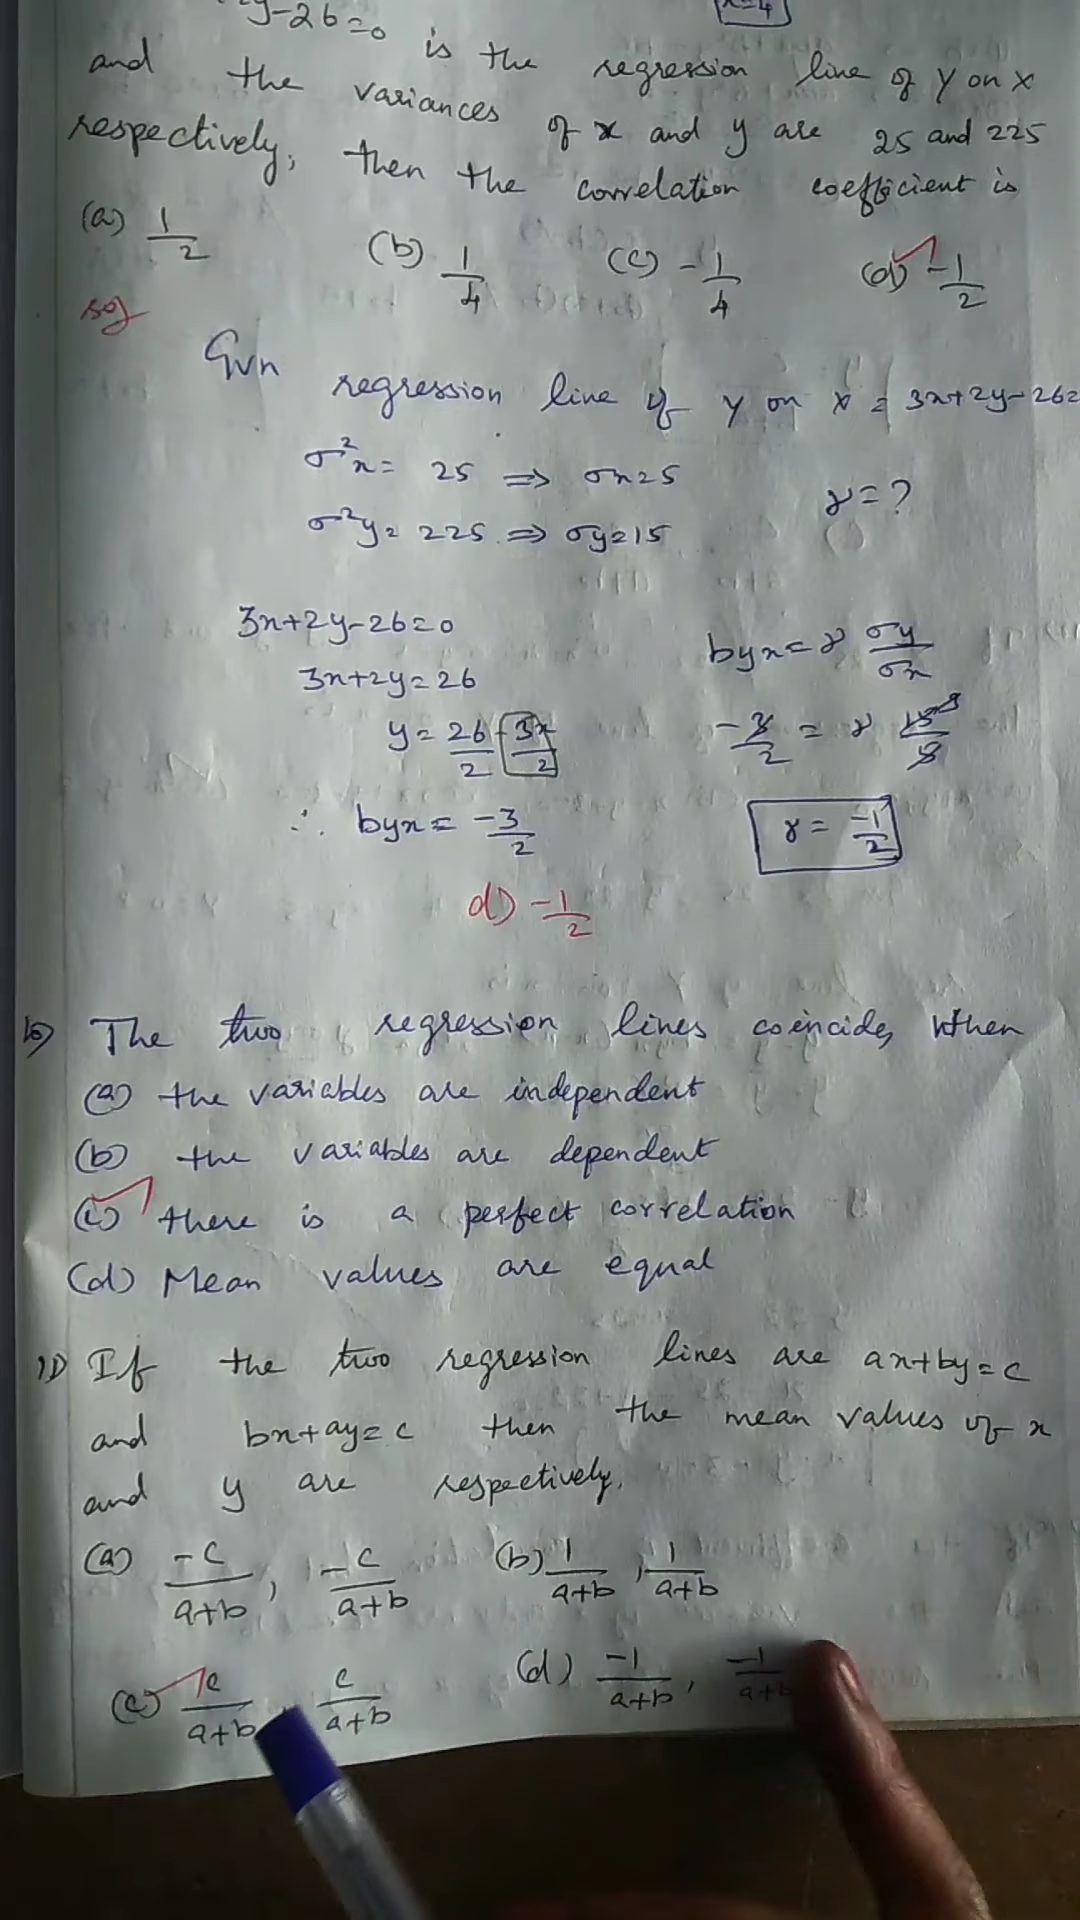 y-26=0 is the regression line of y on x
and the variances of x and y are 25 and 225
respectively, then the correlation coefficient is
(a) 1/2 (b) 1/4 (c) -1/4 (d) -1/2
sol
Gvn regression line of y on x = 3x+2y-26=
σ²x = 25 ⇒ σx=5
γ=?
σ²y= 225 ⇒ σy=15
3x+2y-26=0
3x+2y=26
y= 26/2 - 3x/2
∴ byx = -3/2
byx = γ σy/σx
-3/2 = γ 15/5
γ = -1/2
d) -1/2
The two regression lines coincide, when
(a) the variables are independent
(b) the variables are dependent
(c) there is a perfect correlation
(d) Mean values are equal
11) If the two regression lines are ax+by=c
and bx+ay=c then the mean values of x
and y are respectively.
(a) -c/a+b, -c/a+b (b) 1/a+b, 1/a+b
(c) c/a+b, c/a+b (d) -1/a+b, -1/a+b